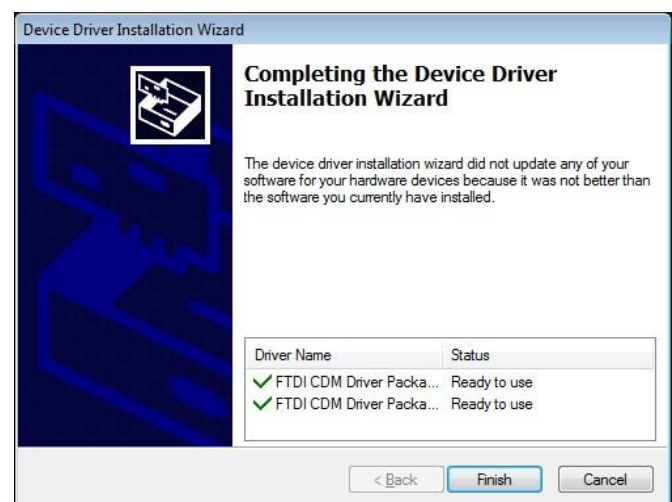 Device Driver Installation Wizard
Completing the Device Driver
Installation Wizard
The device driver installation wizard did not update any of your
software for your hardware devices because it was not better than
the software you currently have installed.
Driver Name Status
FTDI CDM Driver Packa... Ready to use
FTDI CDM Driver Packa... Ready to use
< Back Finish Cancel